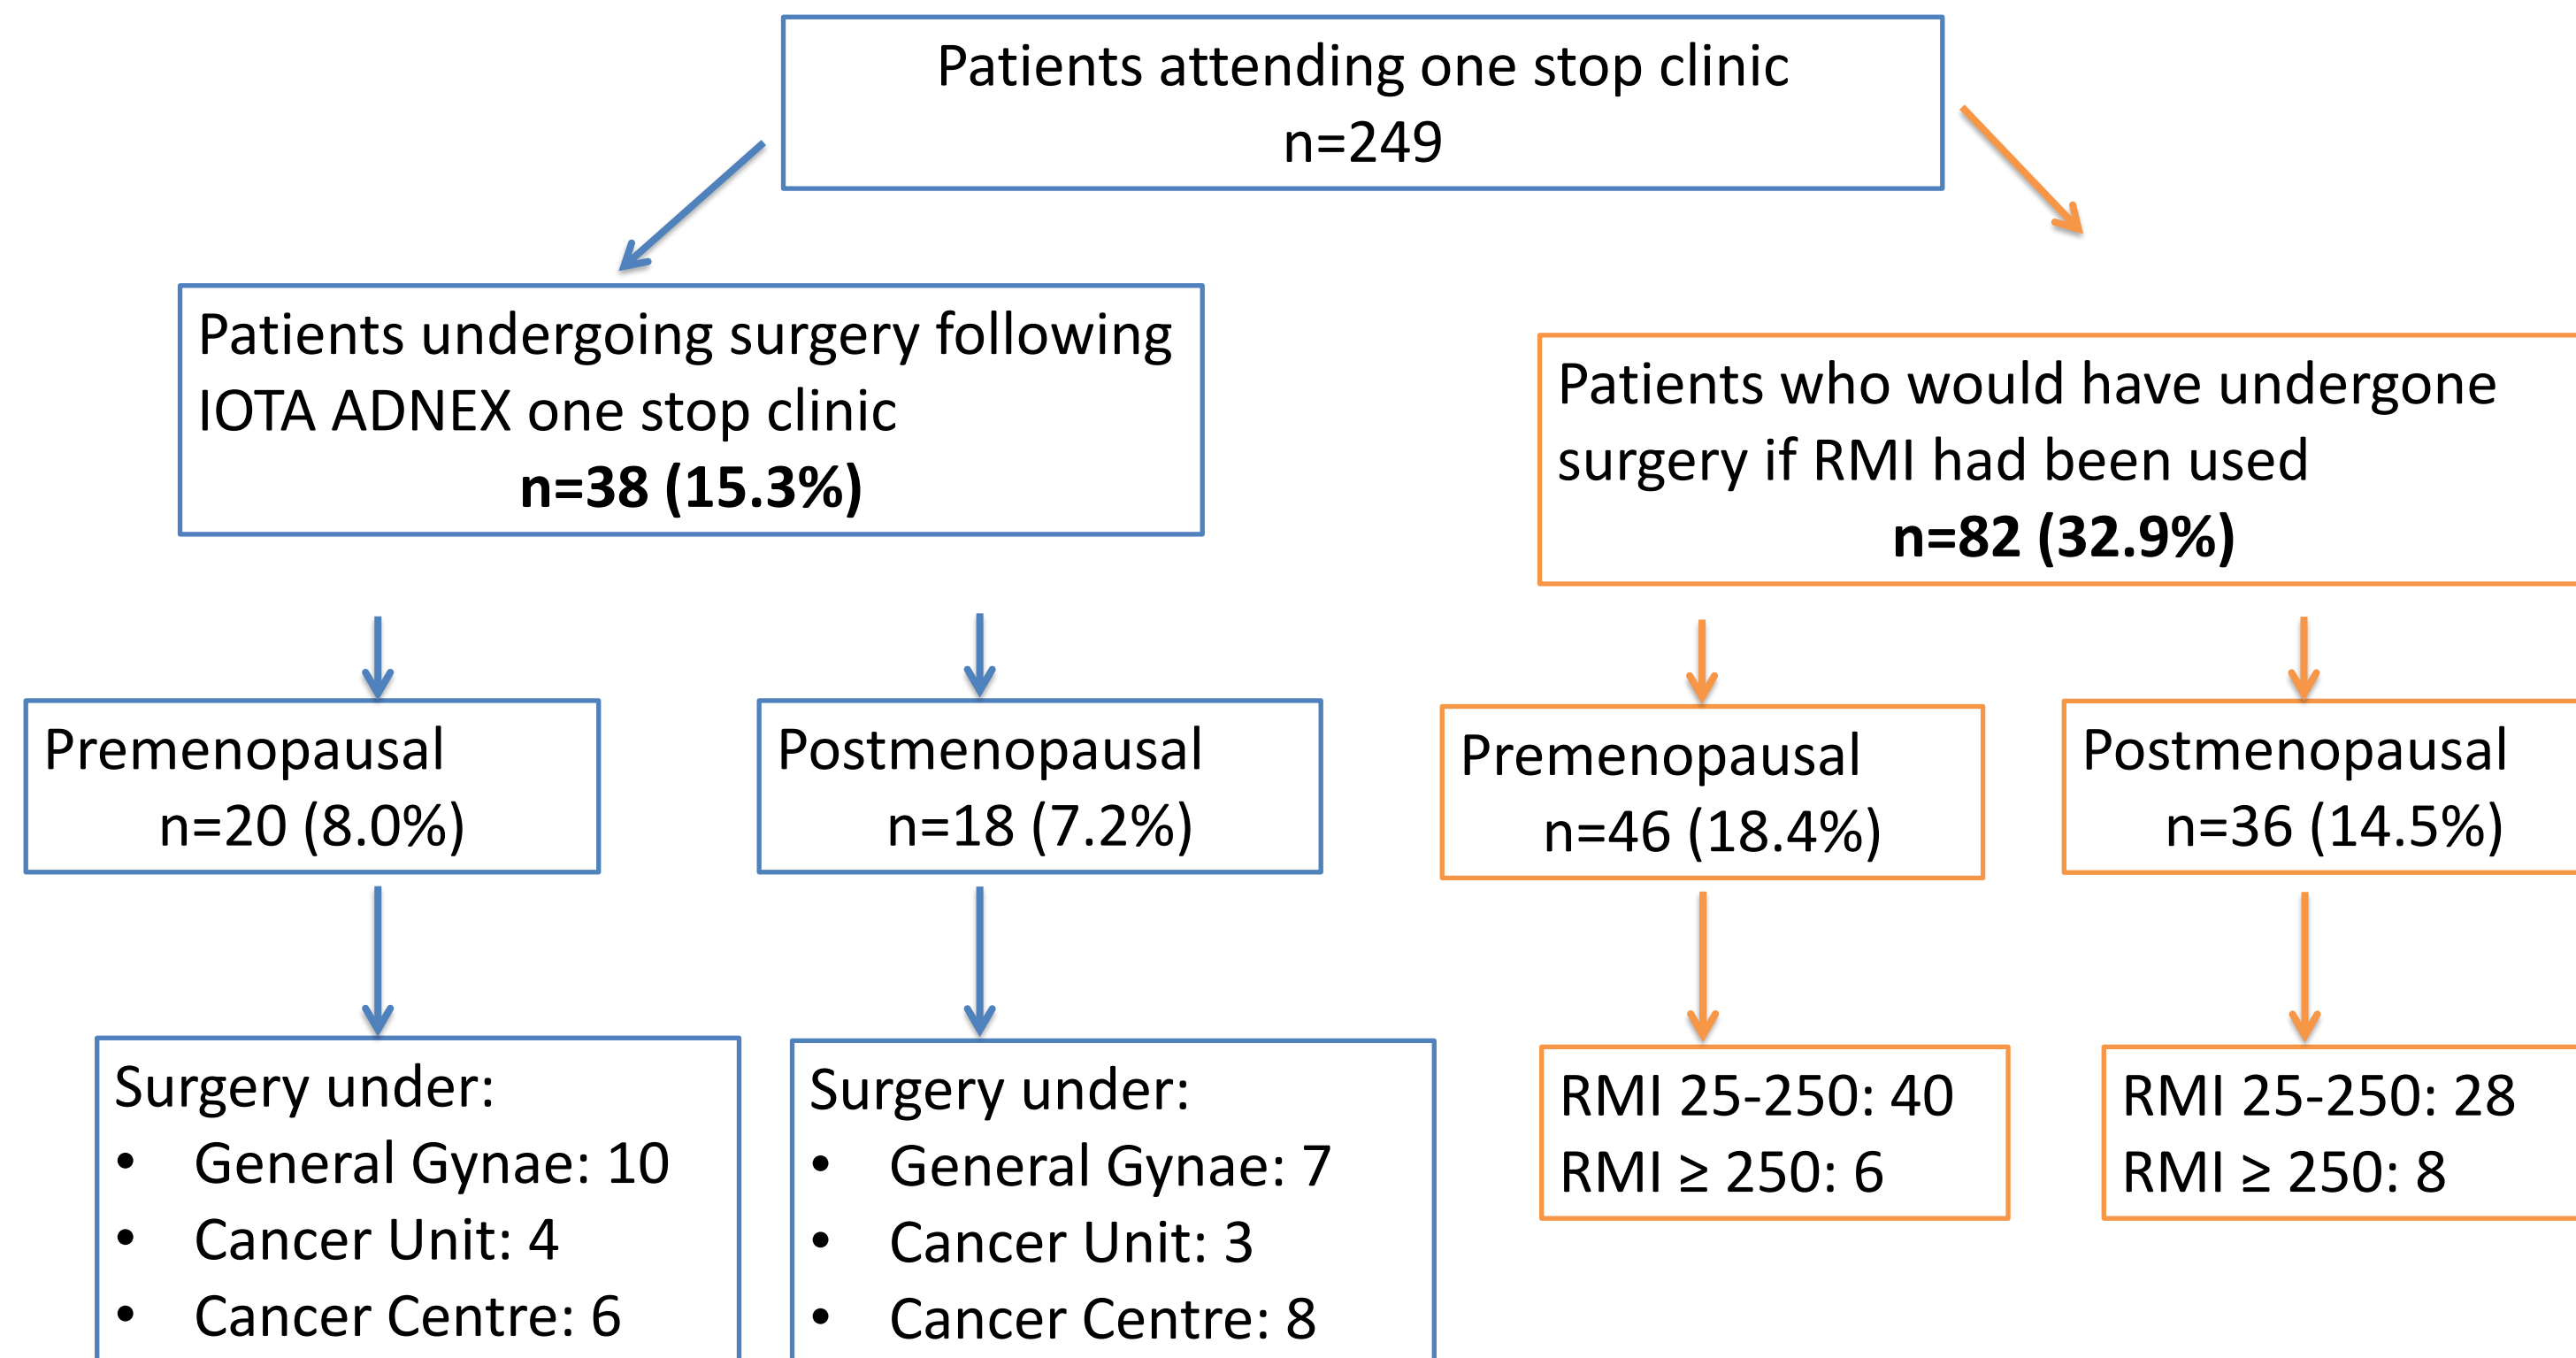 Patients attending one stop clinic
n=249
Patients undergoing surgery following
IOTA ADNEX one stop clinic
n=38 (15.3%)
Patients who would have undergone
surgery if RMI had been used
n=82 (32.9%)
Premenopausal
n=20 (8.0%)
Postmenopausal
n=18 (7.2%)
Premenopausal
n=46 (18.4%)
Postmenopausal
n=36 (14.5%)
Surgery under:
• General Gynae: 10
• Cancer Unit: 4
• Cancer Centre: 6
Surgery under:
• General Gynae: 7
• Cancer Unit: 3
• Cancer Centre: 8
RMI 25-250: 40
RMI ≥ 250: 6
RMI 25-250: 28
RMI ≥ 250: 8